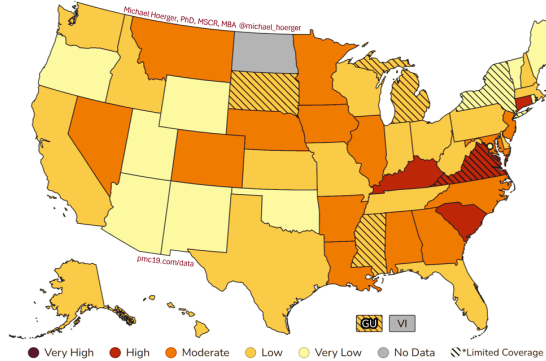 Michael Hoerger, PhD, MSCR, MBA @michael_hoerger
pmc19.com/data
GU VI
Very High High Moderate Low Very Low No Data *Limited Coverage